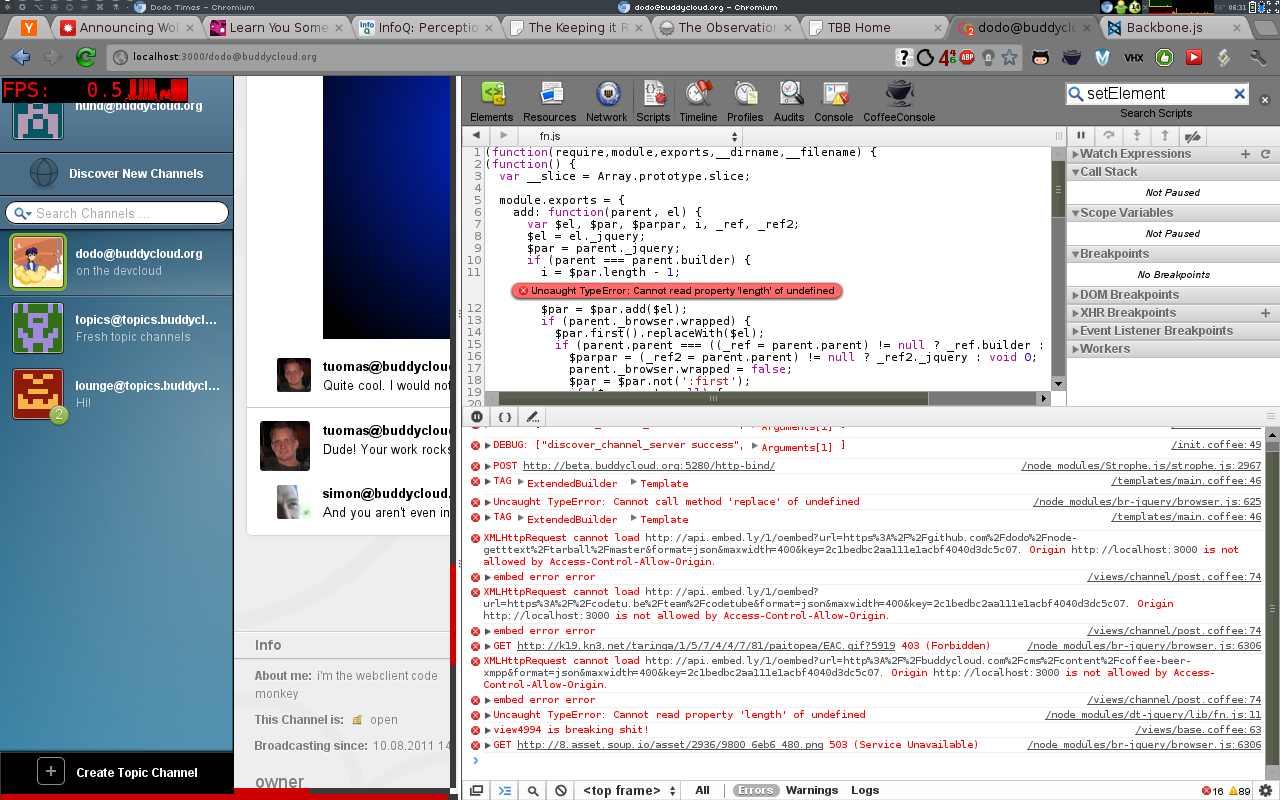 Dodo Times – Chromium
dodo@buddycloud.org – Chromium
56° 06:31
Y Announcing Wol
Learn You Some
InfoQ: Perceptio
The Keeping it R
The Observation
TBB Home
dodo@buddyclo
Backbone.js
localhost:3000/dodo@buddycloud.org
ABP
VHX
FPS: 0.5
hund@buddycloud.org
Discover New Channels
Search Channels ...
dodo@buddycloud.org
on the devcloud
topics@topics.buddycl...
Fresh topic channels
lounge@topics.buddycl...
Hi!
2
Create Topic Channel
tuomas@buddycloud
Quite cool. I would not
tuomas@buddycloud
Dude! Your work rocks
simon@buddycloud.
And you aren't even in
Info
About me: i'm the webclient code
monkey
This Channel is: open
Broadcasting since: 10.08.2011 14
owner
Elements
Resources
Network
Scripts
Timeline
Profiles
Audits
Console
CoffeeConsole
setElement
Search Scripts
fn.js
1 (function(require,module,exports,__dirname,__filename) {
2 (function() {
3 var __slice = Array.prototype.slice;
4
5 module.exports = {
6 add: function(parent, el) {
7 var $el, $par, $parpar, i, _ref, _ref2;
8 $el = el._jquery;
9 $par = parent._jquery;
10 if (parent === parent.builder) {
11 i = $par.length - 1;
Uncaught TypeError: Cannot read property 'length' of undefined
12 $par = $par.add($el);
13 if (parent._browser.wrapped) {
14 $par.first().replaceWith($el);
15 if (parent.parent === ((_ref = parent.parent) != null ? _ref.builder :
16 $parpar = (_ref2 = parent.parent) != null ? _ref2._jquery : void 0;
17 parent._browser.wrapped = false;
18 $par = $par.not(':first');
19
20
Watch Expressions
Call Stack
Not Paused
Scope Variables
Not Paused
Breakpoints
No Breakpoints
DOM Breakpoints
XHR Breakpoints
Event Listener Breakpoints
Workers
DEBUG: ["discover_channel_server success", Arguments[1] ] /init.coffee:49
POST http://beta.buddycloud.org:5280/http-bind/ /node_modules/Strophe.js/strophe.js:2967
TAG ExtendedBuilder Template /templates/main.coffee:46
Uncaught TypeError: Cannot call method 'replace' of undefined /node_modules/br-jquery/browser.js:625
TAG ExtendedBuilder Template /templates/main.coffee:46
XMLHttpRequest cannot load http://api.embed.ly/1/oembed?url=https%3A%2F%2Fgithub.com%2Fdodo%2Fnode-
getttext%2Ftarball%2Fmaster&format=json&maxwidth=400&key=2c1bedbc2aa111e1acbf4040d3dc5c07. Origin http://localhost:3000 is not
allowed by Access-Control-Allow-Origin.
embed error error /views/channel/post.coffee:74
XMLHttpRequest cannot load http://api.embed.ly/1/oembed?
url=https%3A%2F%2Fcodetu.be%2Fteam%2Fcodetube&format=json&maxwidth=400&key=2c1bedbc2aa111e1acbf4040d3dc5c07. Origin
http://localhost:3000 is not allowed by Access-Control-Allow-Origin.
embed error error /views/channel/post.coffee:74
GET http://k19.kn3.net/taringa/1/5/7/4/4/7/81/paitopea/EAC.gif?5919 403 (Forbidden) /node_modules/br-jquery/browser.js:6306
XMLHttpRequest cannot load http://api.embed.ly/1/oembed?url=http%3A%2F%2Fbuddycloud.com%2Fcms%2Fcontent%2Fcoffee-beer-
xmpp&format=json&maxwidth=400&key=2c1bedbc2aa111e1acbf4040d3dc5c07. Origin http://localhost:3000 is not allowed by Access-
Control-Allow-Origin.
embed error error /views/channel/post.coffee:74
Uncaught TypeError: Cannot read property 'length' of undefined /node_modules/dt-jquery/lib/fn.js:11
view4994 is breaking shit! /views/base.coffee:63
GET http://8.asset.soup.io/asset/2936/9800_6eb6_480.png 503 (Service Unavailable) /node_modules/br-jquery/browser.js:6306
<top frame>
All
Errors
Warnings
Logs
16 89